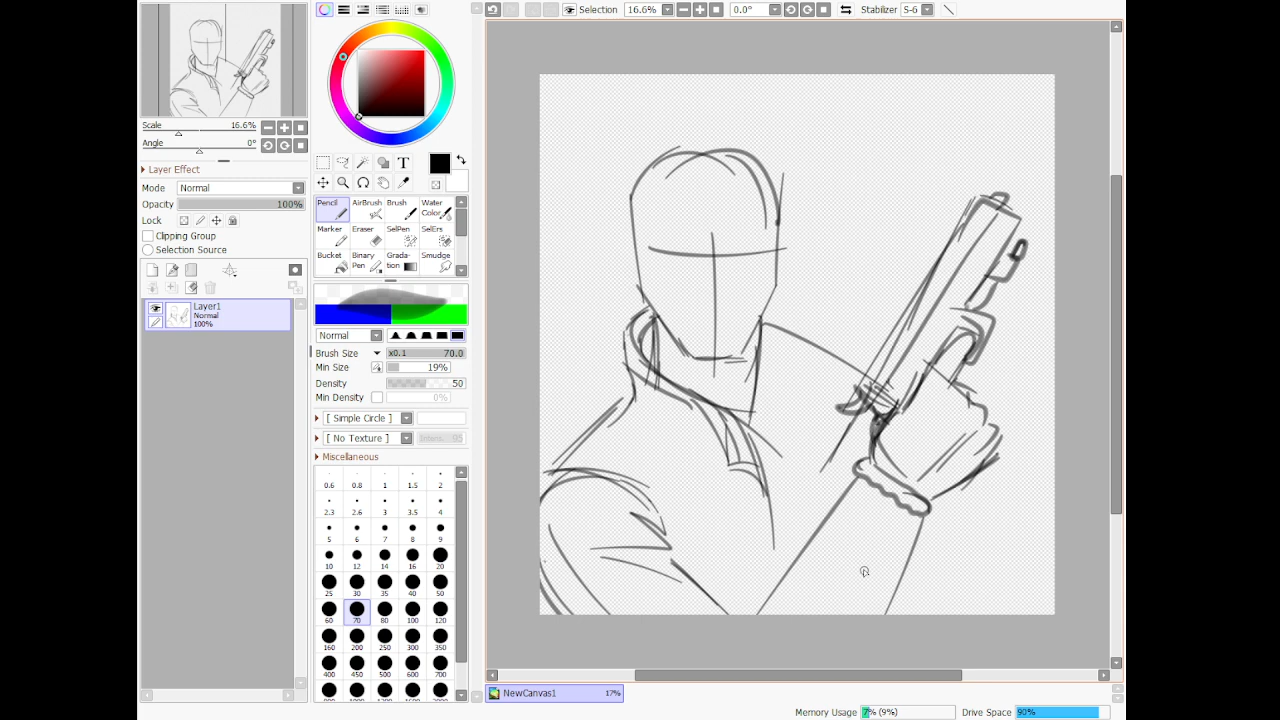 Selection 16.6% 0.0° Stabilizer S-6
Scale 16.6%
Angle 0°
Layer Effect
Mode Normal
Opacity 100%
Lock
Clipping Group
Selection Source
Layer1
Normal
100%
T
Pencil AirBrush Brush Water Color
Marker Eraser SelPen SelErs
Bucket Binary Pen Grada-tion Smudge
Normal
Brush Size x0.1 70.0
Min Size 19%
Density 50
Min Density 0%
[ Simple Circle ]
[ No Texture ] 95
Miscellaneous
0.6 0.8 1 1.5 2
2.3 2.6 3 3.5 4
5 6 7 8 9
10 12 14 16 20
25 30 35 40 50
60 70 80 100 120
160 200 250 300 350
400 450 500 600 700
NewCanvas1 17%
Memory Usage 7% (9%) Drive Space 90%